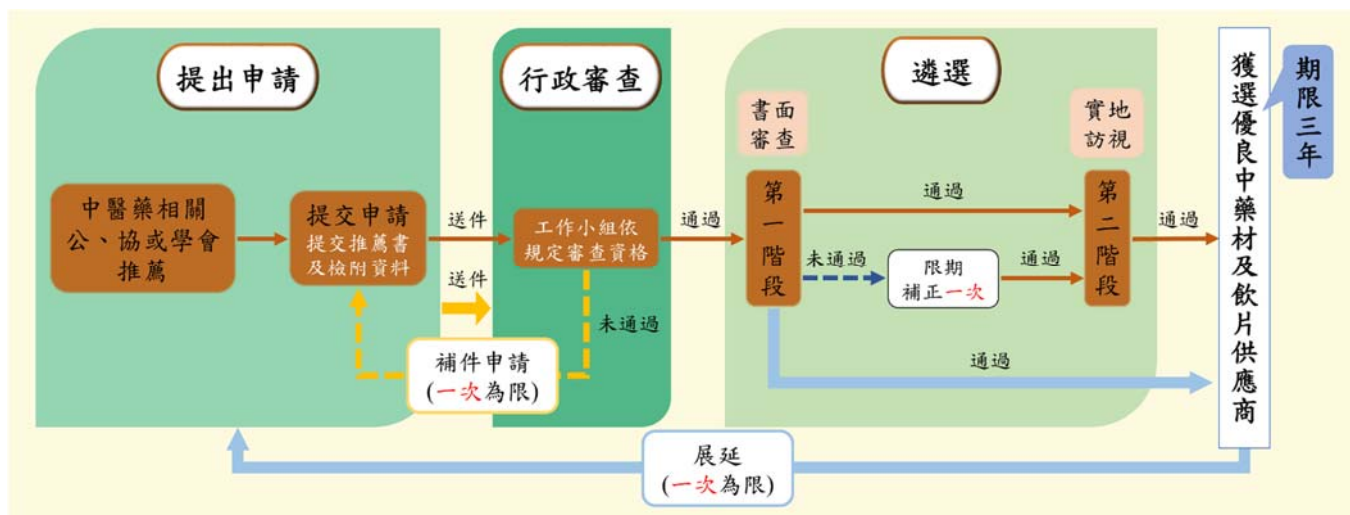 提出申請
行政審查
遴選
書面
審查
實地
訪視
中醫藥相關
公、協或學會
推薦
提交申請
提交推薦書
及檢附資料
送件
送件
工作小組依
規定審查資格
未通過
補件申請
(一次為限)
通過
第一階段
通過
未通過
限期
補正一次
通過
通過
第二階段
通過
獲選優良中藥材及飲片供應商
期限三年
展延
(一次為限)